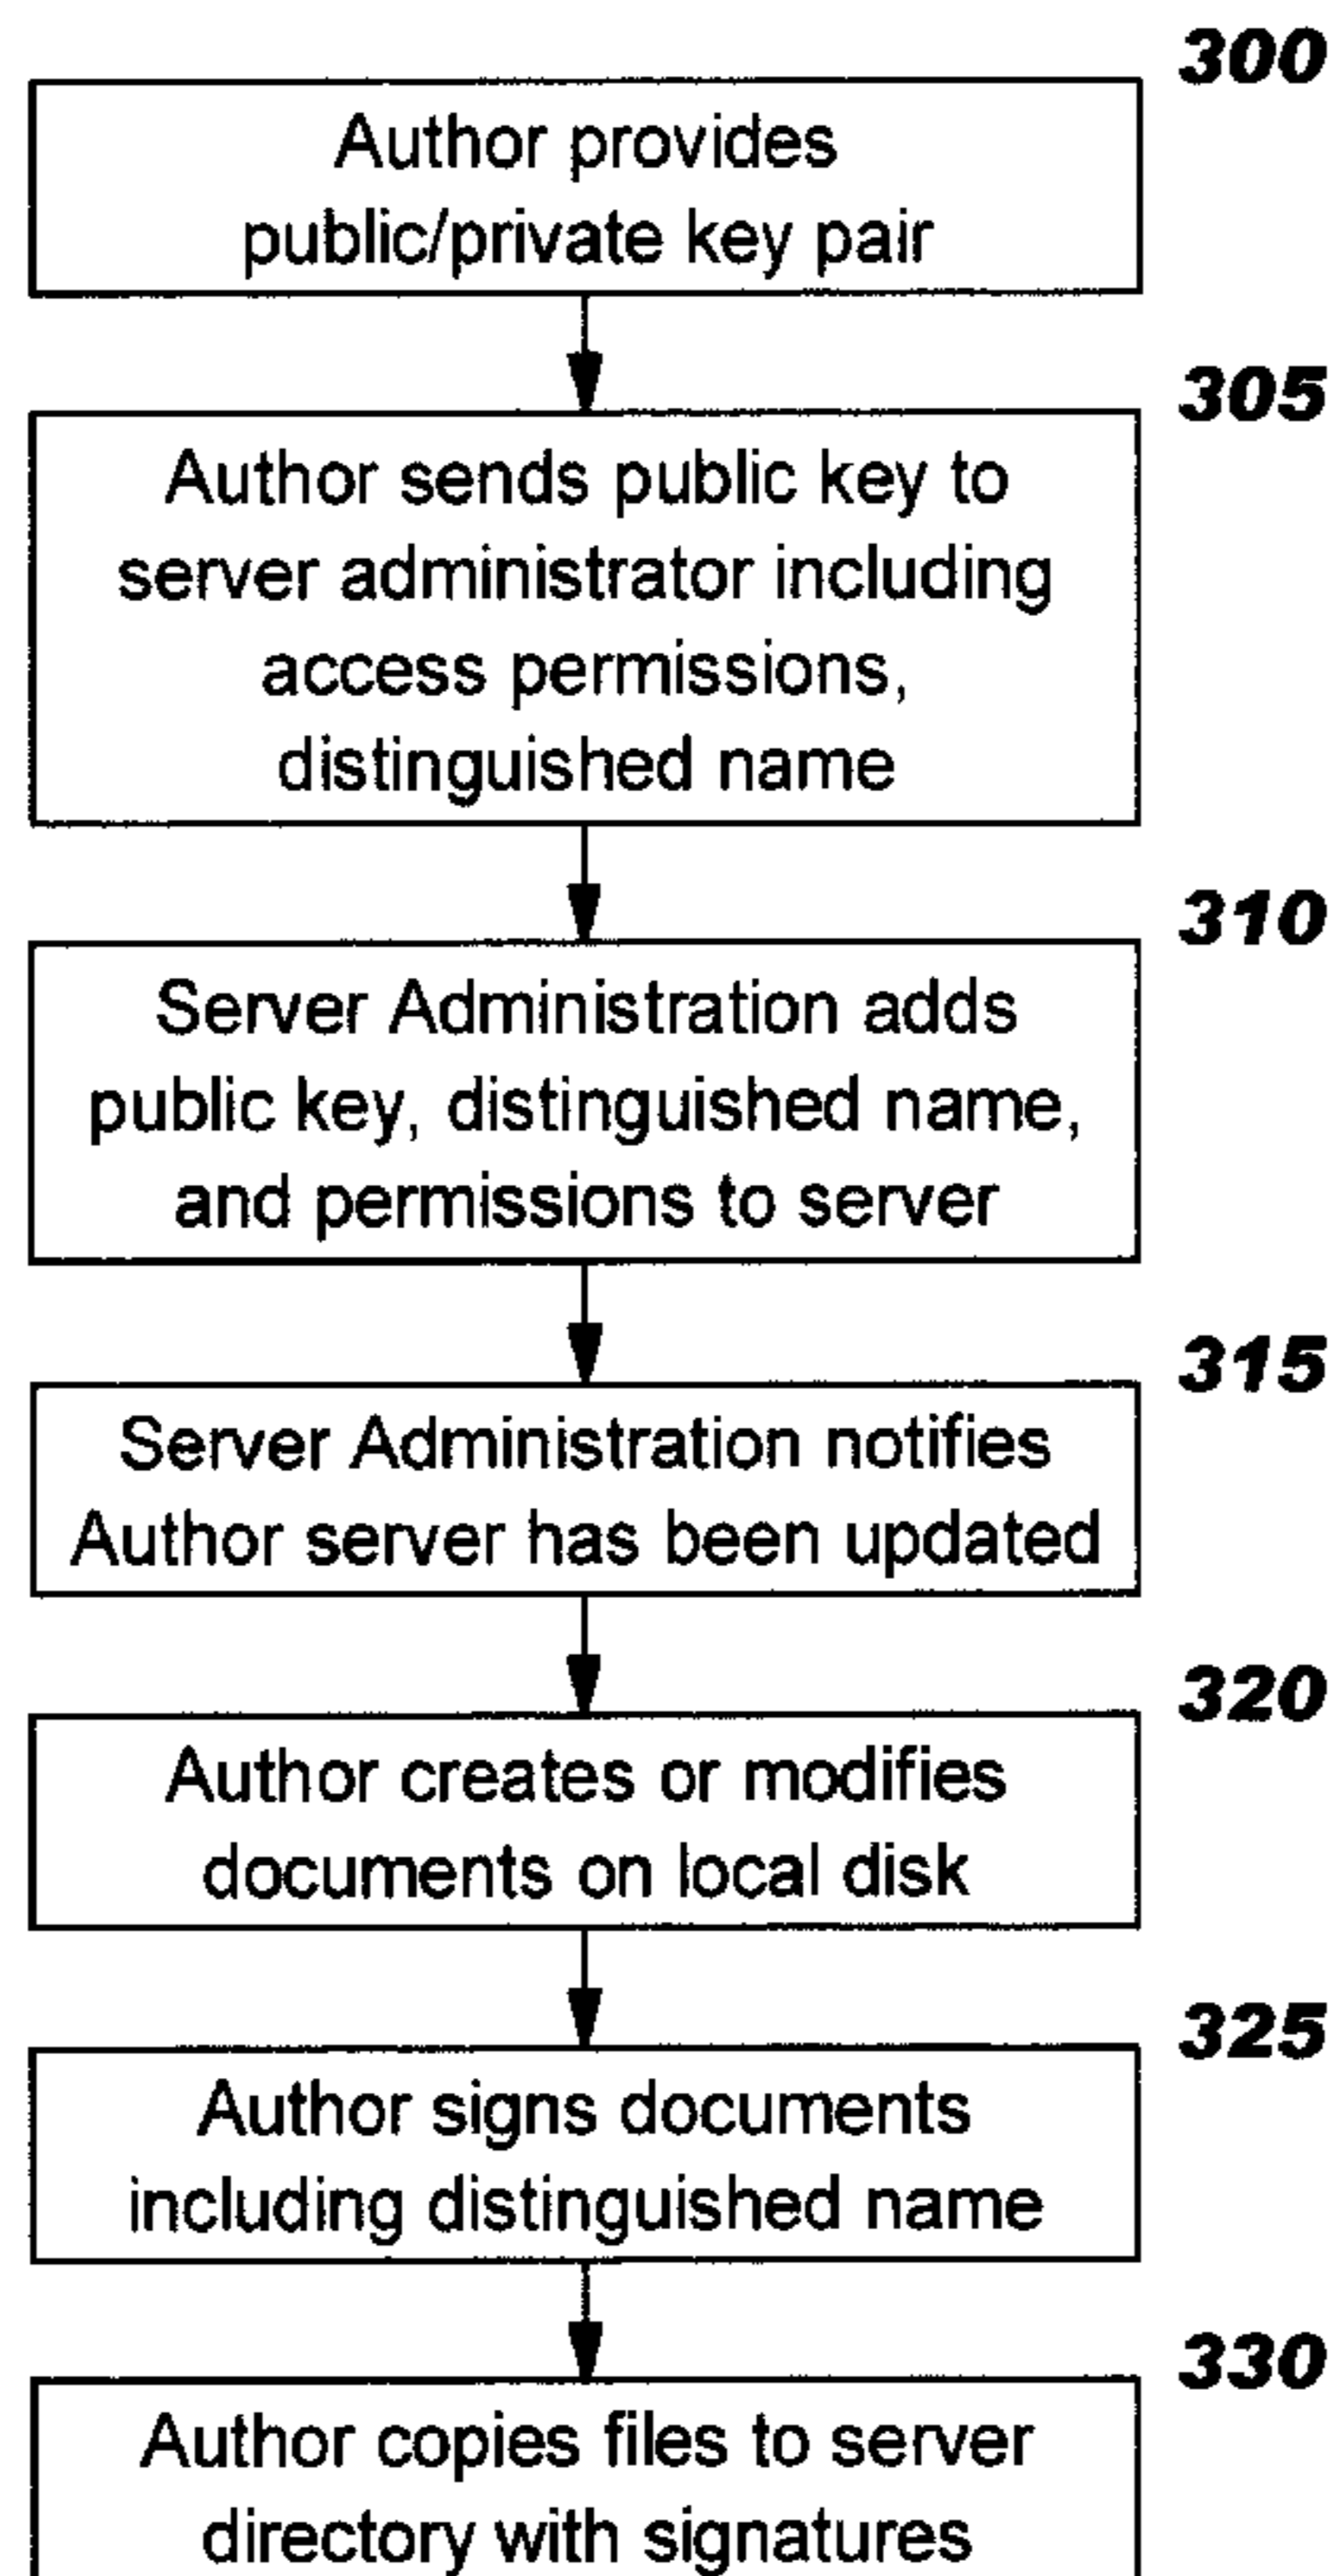 300
Author provides
public/private key pair
305
Author sends public key to
server administrator including
access permissions,
distinguished name
310
Server Administration adds
public key, distinguished name,
and permissions to server
315
Server Administration notifies
Author server has been updated
320
Author creates or modifies
documents on local disk
325
Author signs documents
including distinguished name
330
Author copies files to server
directory with signatures